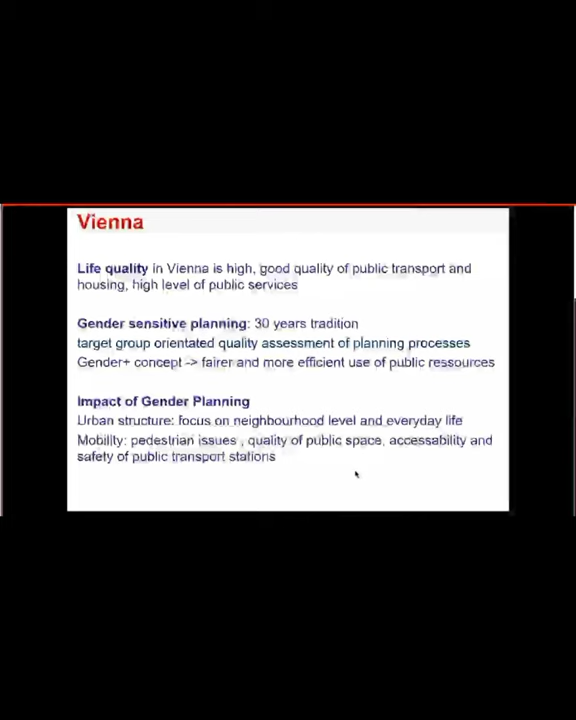 Vienna
Life quality in Vienna is high, good quality of public transport and
housing, high level of public services
Gender sensitive planning: 30 years tradition
target group orientated quality assessment of planning processes
Gender+ concept -> fairer and more efficient use of public ressources
Impact of Gender Planning
Urban structure: focus on neighbourhood level and everyday life
Mobility: pedestrian issues , quality of public space, accessability and
safety of public transport stations